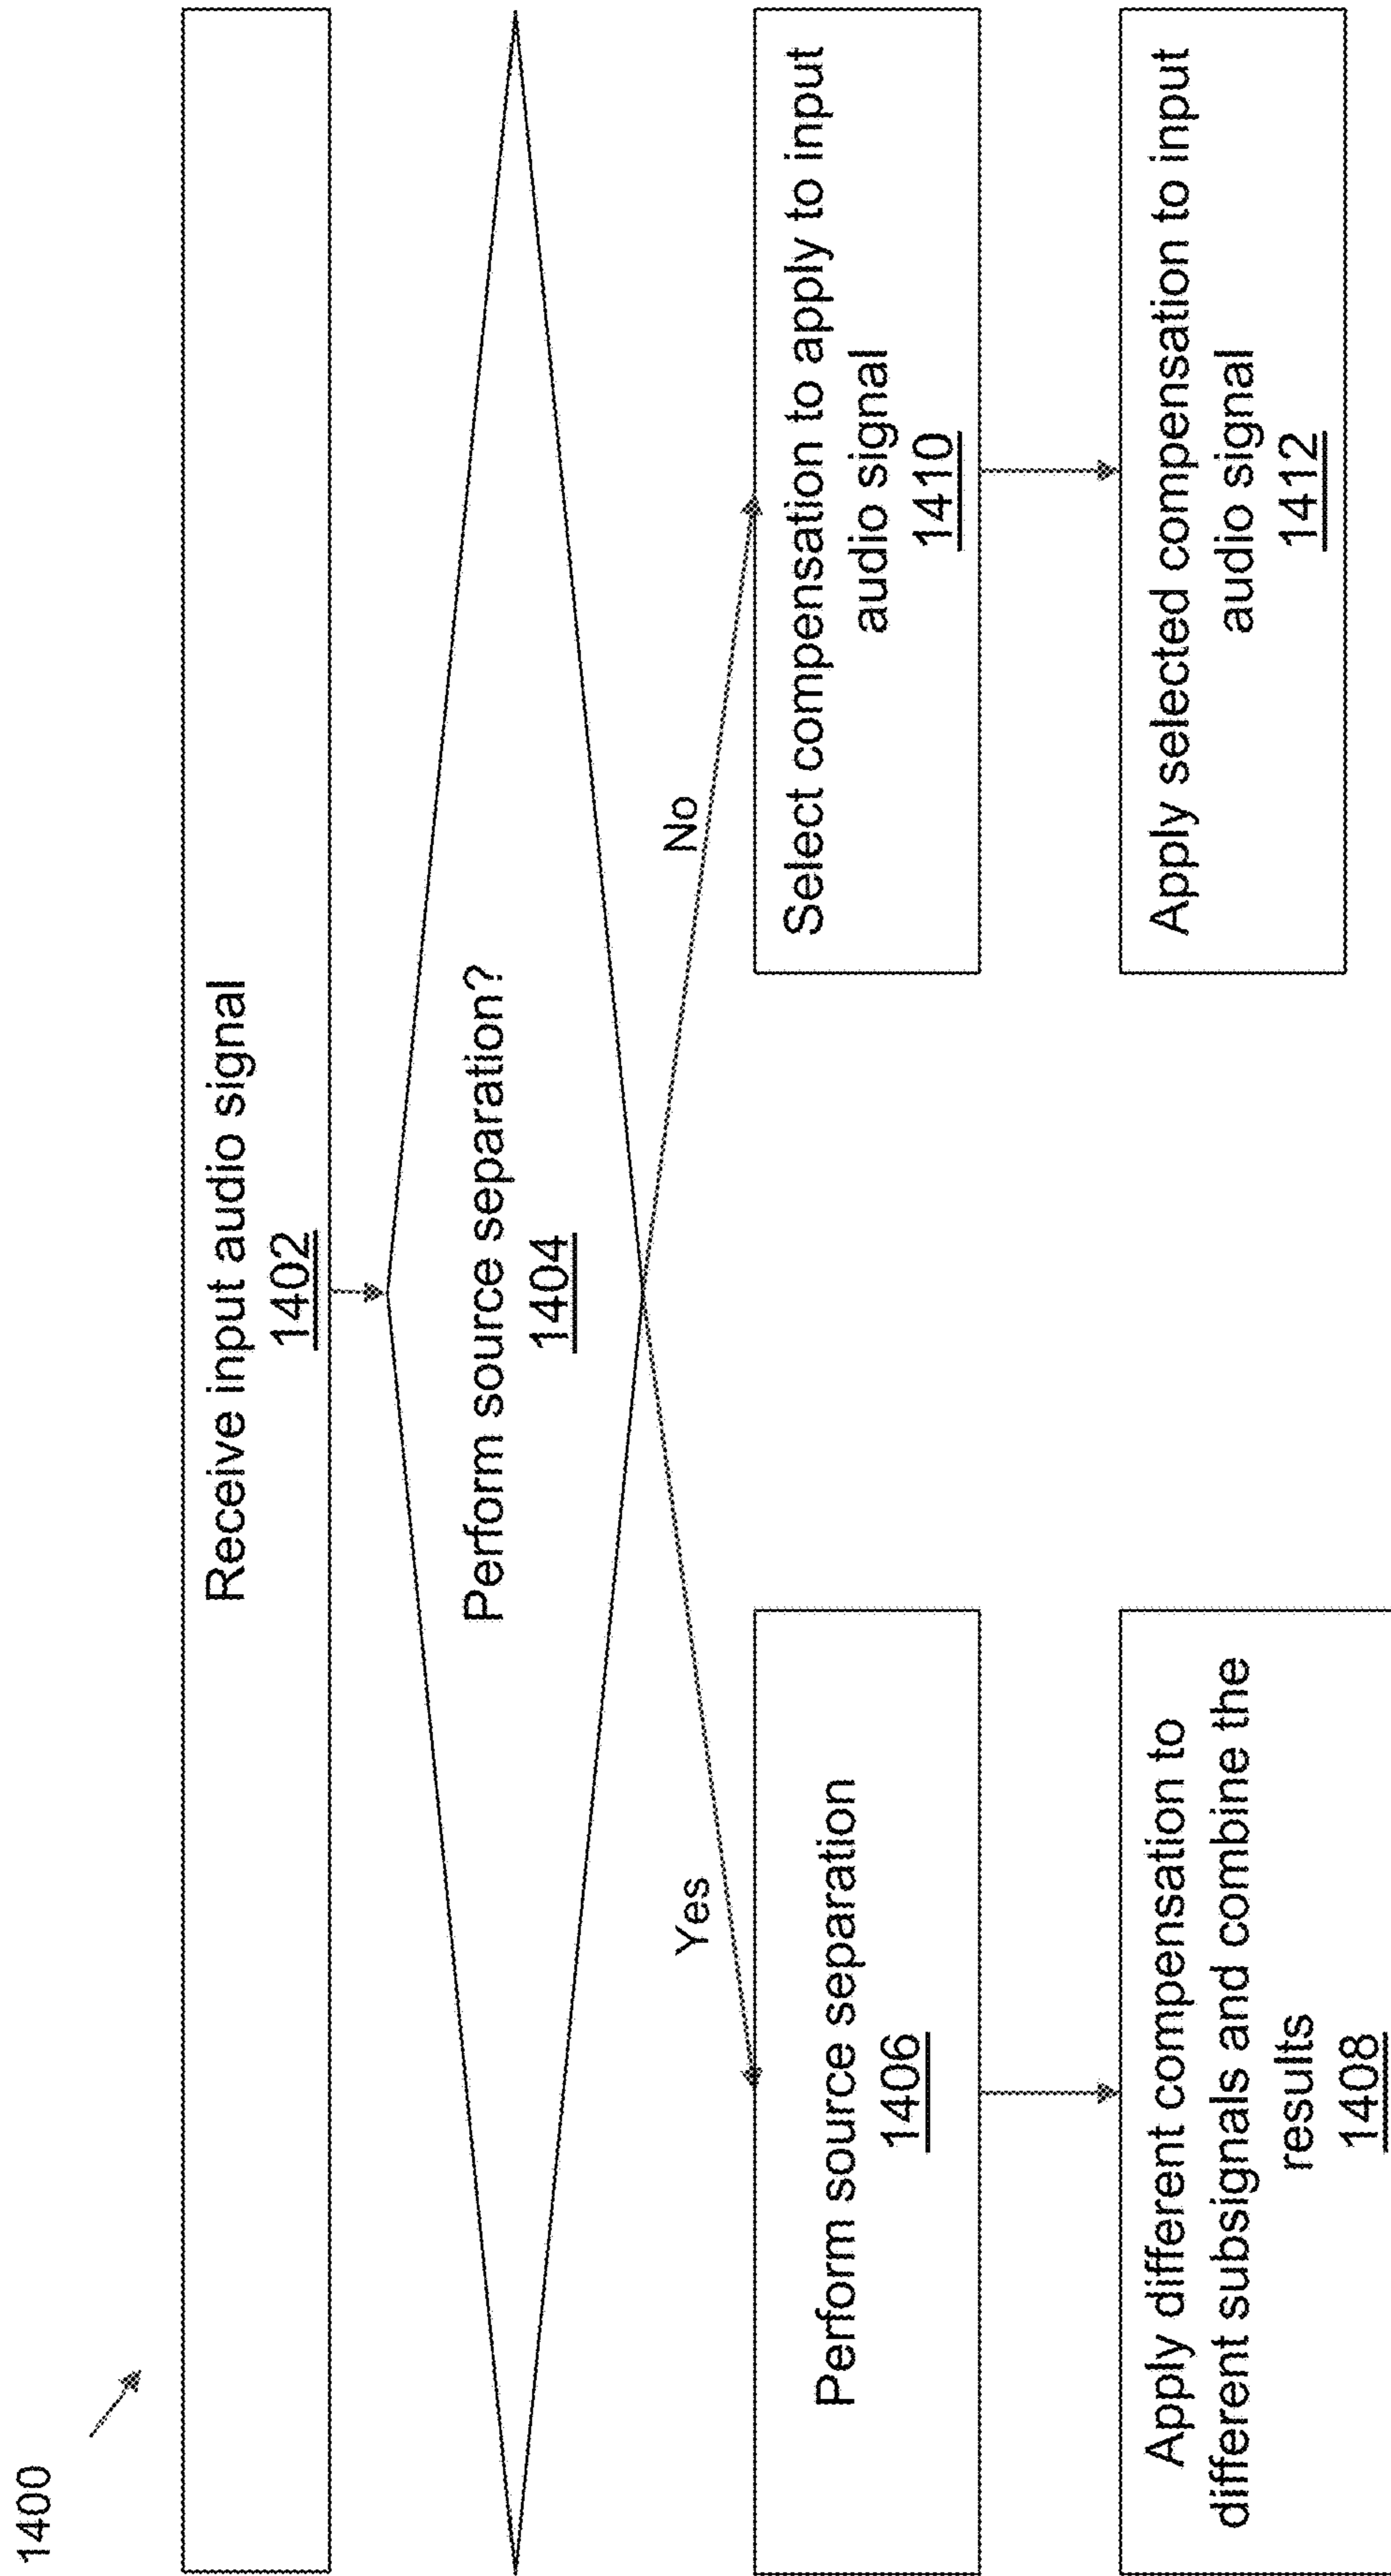 1400
Receive input audio signal
1402
Perform source separation?
1404
Yes
No
Perform source separation
1406
Select compensation to apply to input
audio signal
1410
Apply different compensation to
different subsignals and combine the
results
1408
Apply selected compensation to input
audio signal
1412